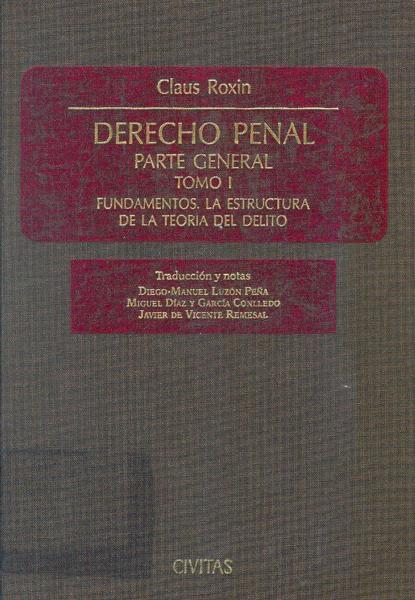 Claus Roxin
DERECHO PENAL
PARTE GENERAL
TOMO I
FUNDAMENTOS. LA ESTRUCTURA
DE LA TEORIA DEL DELITO
Traducción y notas
DIEGO-MANUEL LUZÓN PEÑA
MIGUEL DÍAZ Y GARCÍA CONLLEDO
JAVIER DE VICENTE REMESAL
CIVITAS